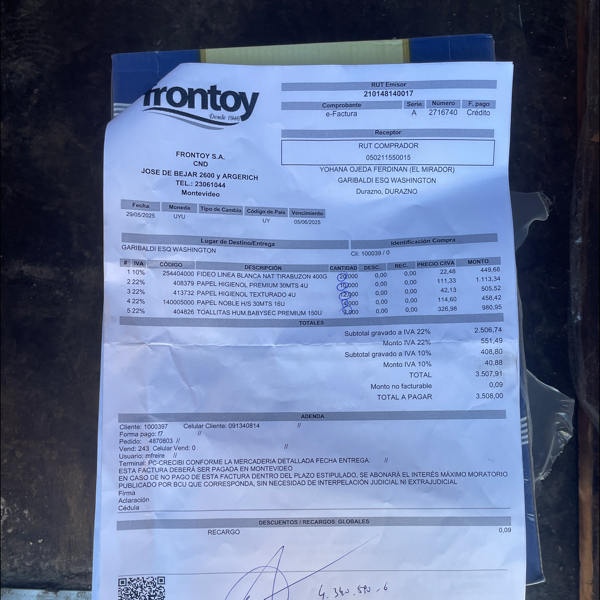 frontoy
Desde 1946
RUT Emisor
210148140017
Comprobante Serie Número F. pago
e-Factura A 2716740 Crédito
Receptor
RUT COMPRADOR
050211550015
YOHANA OJEDA FERDINAN (EL MIRADOR)
GARIBALDI ESQ WASHINGTON
Durazno, DURAZNO
FRONTOY S.A.
CND
JOSE DE BEJAR 2600 y ARGERICH
TEL.: 23061044
Montevideo
Fecha Moneda Tipo de Cambio Código de Pais Vencimiento
29/05/2025 UYU UY 05/06/2025
Lugar de Destino/Entrega Identificación Compra
GARIBALDI ESQ WASHINGTON Cli: 100039 / 0
# IVA CÓDIGO DESCRIPCIÓN CANTIDAD DESC. REC. PRECIO C/IVA MONTO
1 10% 254404000 FIDEO LINEA BLANCA NAT TIRABUZON 400G 20,000 0,00 0,00 22,48 449,68
2 22% 408379 PAPEL HIGIENOL PREMIUM 30MTS 4U 10,000 0,00 0,00 111,33 1.113,34
3 22% 413732 PAPEL HIGIENOL TEXTURADO 4U 12,000 0,00 0,00 42,13 505,52
4 22% 140005000 PAPEL NOBLE H/S 30MTS 16U 4,000 0,00 0,00 114,60 458,42
5 22% 404826 TOALLITAS HUM.BABYSEC PREMIUM 150U 3,000 0,00 0,00 326,98 980,95
TOTALES
Subtotal gravado a IVA 22% 2.506,74
Monto IVA 22% 551,49
Subtotal gravado a IVA 10% 408,80
Monto IVA 10% 40,88
TOTAL 3.507,91
Monto no facturable 0,09
TOTAL A PAGAR 3.508,00
ADENDA
Cliente: 1000397 Celular Cliente: 091340814 //
Forma pago: f7 //
Pedido: 4870803 //
Vend: 243 Celular Vend: 0 //
Usuario: mfreire //
Terminal: PC-CRECIBI CONFORME LA MERCADERIA DETALLADA FECHA ENTREGA: //
ESTA FACTURA DEBERÁ SER PAGADA EN MONTEVIDEO
EN CASO DE NO PAGO DE ESTA FACTURA DENTRO DEL PLAZO ESTIPULADO, SE ABONARÁ EL INTERÉS MÁXIMO MORATORIO
PUBLICADO POR BCU QUE CORRESPONDA, SIN NECESIDAD DE INTERPELACIÓN JUDICIAL NI EXTRAJUDICIAL
Firma
Aclaración
Cédula
DESCUENTOS / RECARGOS GLOBALES
RECARGO 0,09
4.340.590-6